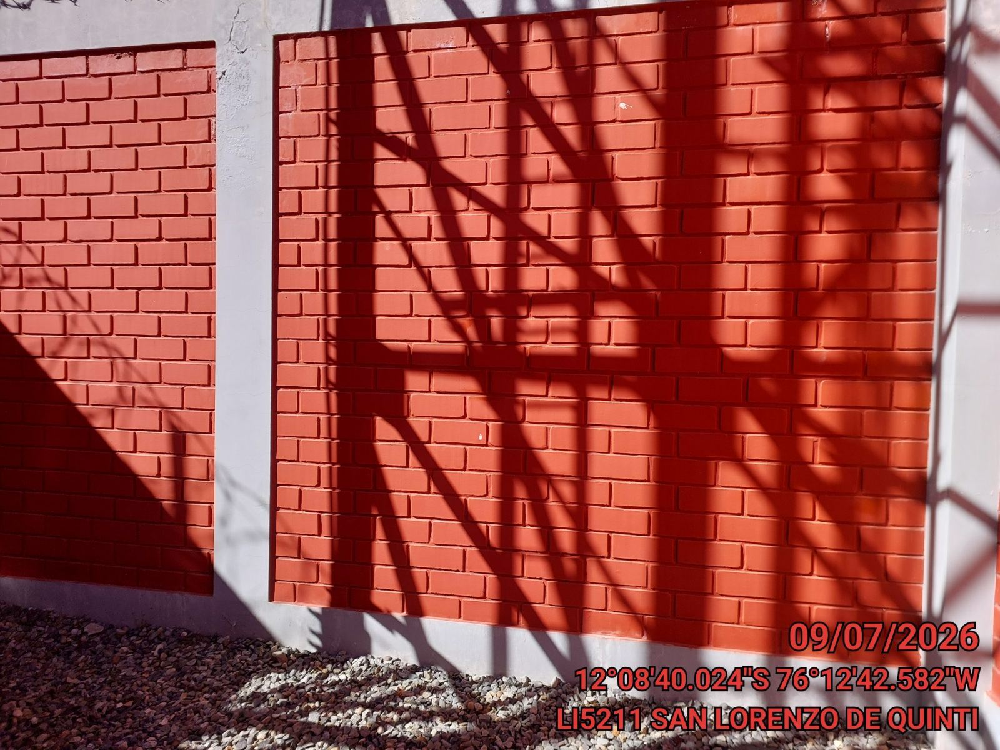 09/07/2026
12°08'40.024"S 76°12'42.582"W
LI5211 SAN LORENZO DE QUINTI